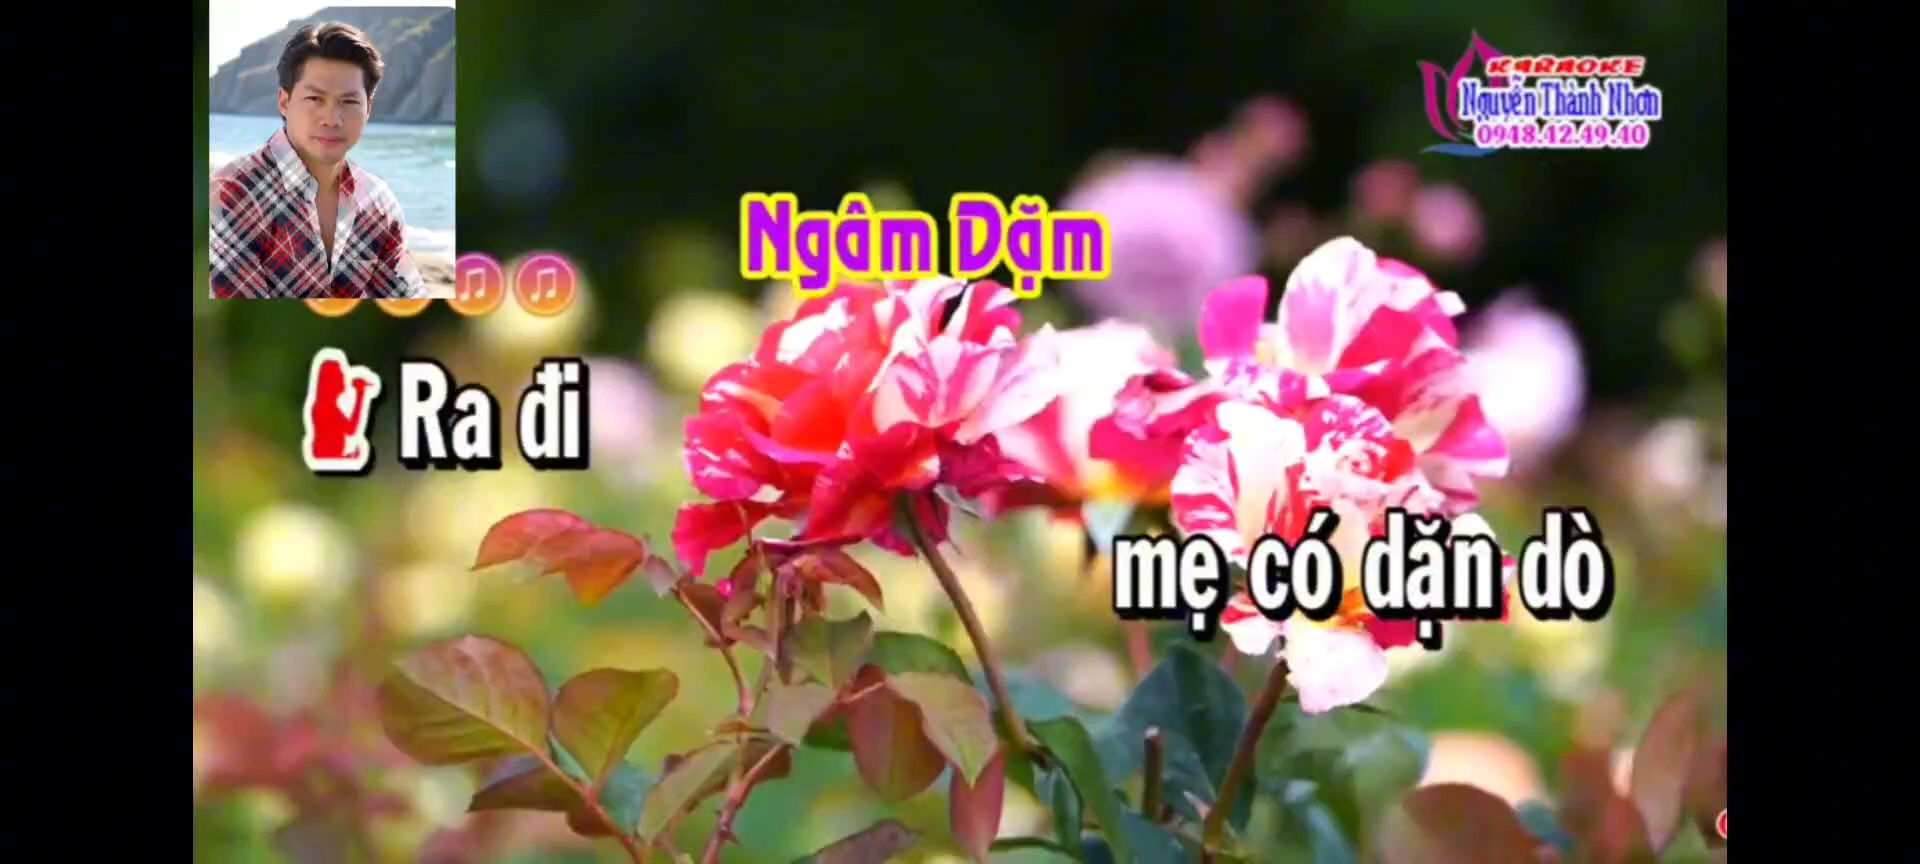 KARAOKE
Nguyễn Thành Nhơn
0948.42.49.40
Ngâm Dặm
Ra đi
mẹ có dặn dò